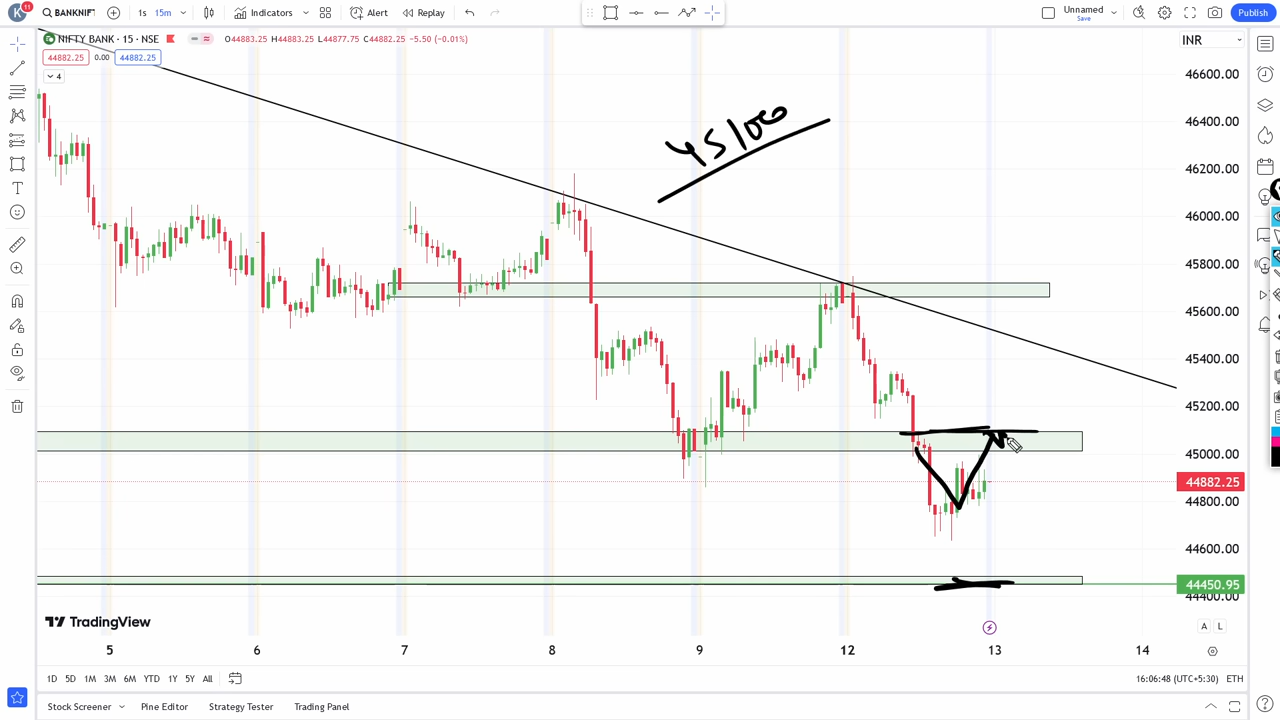 K 11 BANKNIFT 1s 15m Indicators Alert Replay Unnamed Save Publish
NIFTY BANK · 15 · NSE O44883.25 H44883.25 L44877.75 C44882.25 -5.50 (-0.01%) INR
44882.25 0.00 44882.25
4
46600.00
46400.00
45100
46200.00
46000.00
45800.00
45600.00
45400.00
45200.00
45000.00
44882.25
44800.00
44600.00
44450.95
44400.00
TradingView
A L
5 6 7 8 9 12 13 14
1D 5D 1M 3M 6M YTD 1Y 5Y All 16:06:48 (UTC+5:30) ETH
Stock Screener Pine Editor Strategy Tester Trading Panel